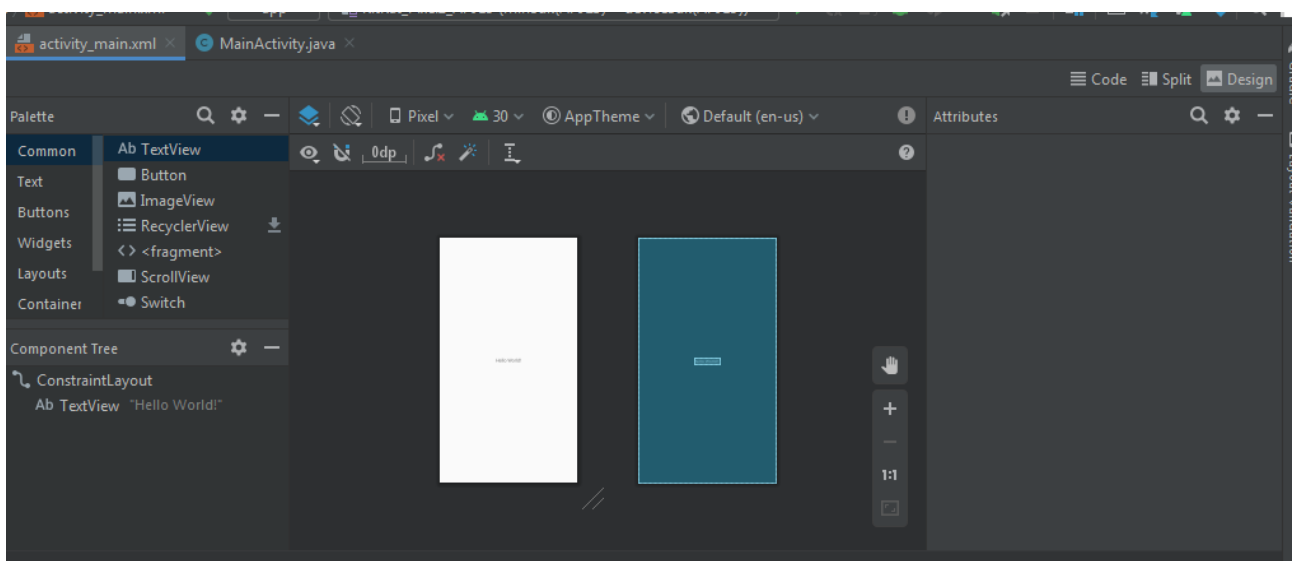 activity_main.xml
MainActivity.java
Code Split Design
Palette
Pixel 30 AppTheme Default (en-us)
Attributes
Common
Text
Buttons
Widgets
Layouts
Container
Ab TextView
Button
ImageView
RecyclerView
<fragment>
ScrollView
Switch
0dp
Hello World!
1:1
Component Tree
ConstraintLayout
Ab TextView "Hello World!"